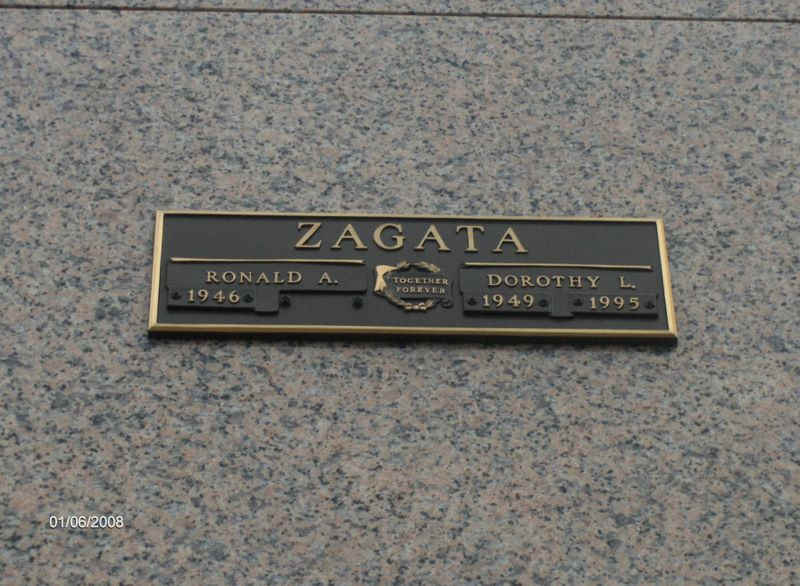 ZAGATA
RONALD A.
1946
TOGETHER
FOREVER
DOROTHY L.
1949 1995
01/06/2008